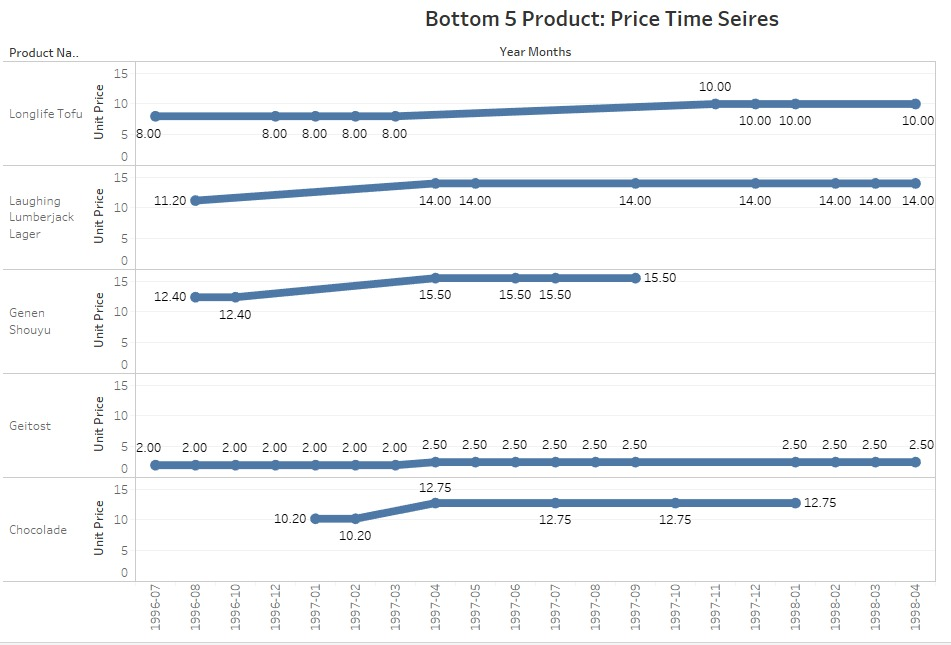 Bottom 5 Product: Price Time Seires
Product Na.. Year Months
Longlife Tofu
Unit Price
15
10
5
0
8.00 8.00 8.00 8.00 8.00 10.00 10.00 10.00 10.00
Laughing
Lumberjack
Lager
Unit Price
15
10
5
0
11.20 14.00 14.00 14.00 14.00 14.00 14.00 14.00
Genen
Shouyu
Unit Price
15
10
5
0
12.40 12.40 15.50 15.50 15.50 15.50
Geitost
Unit Price
15
10
5
0
2.00 2.00 2.00 2.00 2.00 2.00 2.00 2.50 2.50 2.50 2.50 2.50 2.50 2.50 2.50 2.50 2.50
Chocolade
Unit Price
15
10
5
0
10.20 10.20 12.75 12.75 12.75 12.75
1996-07 1996-08 1996-10 1996-12 1997-01 1997-02 1997-03 1997-04 1997-05 1997-06 1997-07 1997-08 1997-09 1997-10 1997-11 1997-12 1998-01 1998-02 1998-03 1998-04